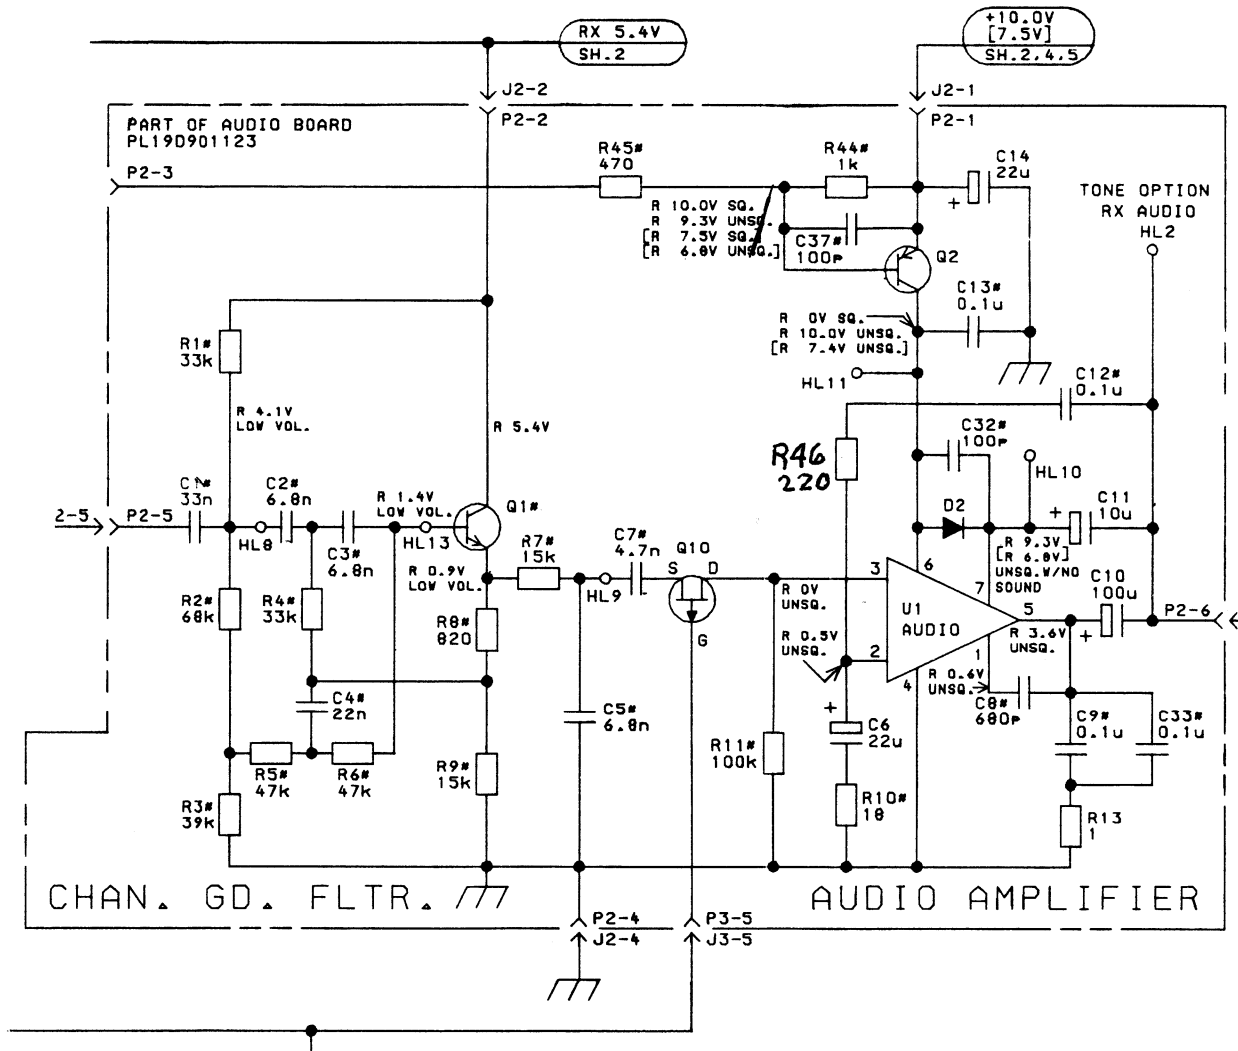 RX 5.4V
SH.2
+10.0V
[7.5V]
SH.2,4,5
J2-2
P2-2
J2-1
P2-1
PART OF AUDIO BOARD
PL19D901123
P2-3
R45#
470
R44#
1k
C14
22u
+
TONE OPTION
RX AUDIO
HL2
R 10.0V SQ.
R 9.3V UNSQ.
[R 7.5V SQ.]
[R 6.8V UNSQ.]
C37#
100p
Q2
C13#
0.1u
R 0V SQ.
R 10.0V UNSQ.
[R 7.4V UNSQ.]
HL11
R1#
33k
R 4.1V
LOW VOL.
R 5.4V
C12#
0.1u
C32#
100p
HL10
R46
220
2-5
P2-5
C1#
33n
C2#
6.8n
HL8
C3#
6.8n
R 1.4V
LOW VOL.
HL13
Q1#
R 0.9V
LOW VOL.
R7#
15k
HL9
C7#
4.7n
Q10
S
D
G
D2
+
C11
10u
R 9.3V
[R 6.8V]
UNSQ.W/NO
SOUND
R2#
68k
R4#
33k
R8#
820
R 0V
UNSQ.
3
6
7
U1
AUDIO
5
2
4
1
C10
100u
+
P2-6
R 3.6V
UNSQ.
R 0.5V
UNSQ.
R 0.6V
UNSQ.
C4#
22n
C5#
6.8n
+
C6
22u
C8#
680p
C9#
0.1u
C33#
0.1u
R5#
47k
R6#
47k
R9#
15k
R11#
100k
R3#
39k
R10#
18
R13
1
CHAN. GD. FLTR.
AUDIO AMPLIFIER
P2-4
J2-4
P3-5
J3-5